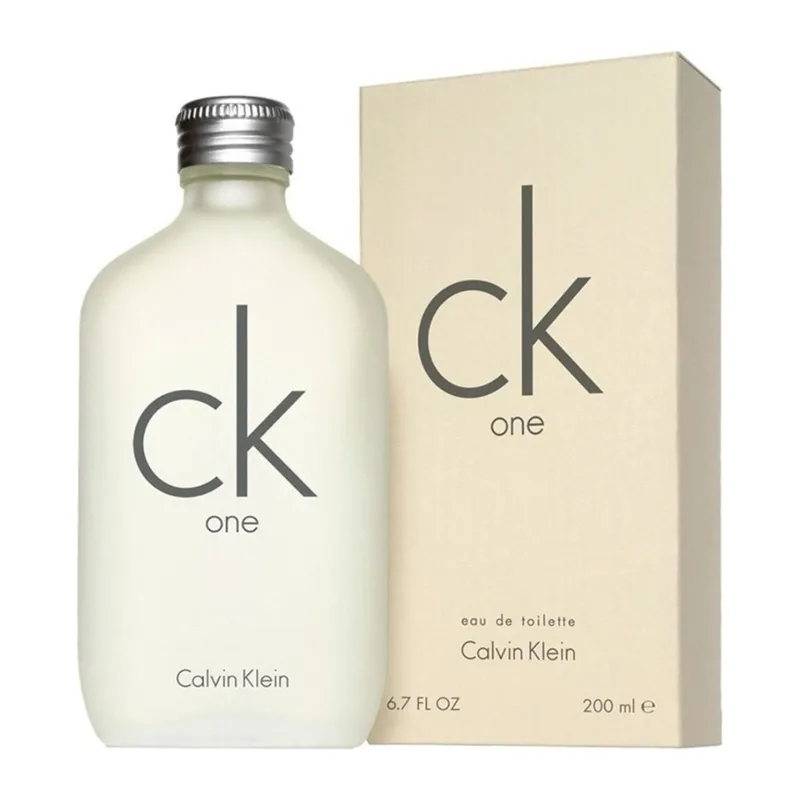 ck
one
Calvin Klein
ck
one
eau de toilette
Calvin Klein
6.7 FL OZ 200 ml ℮